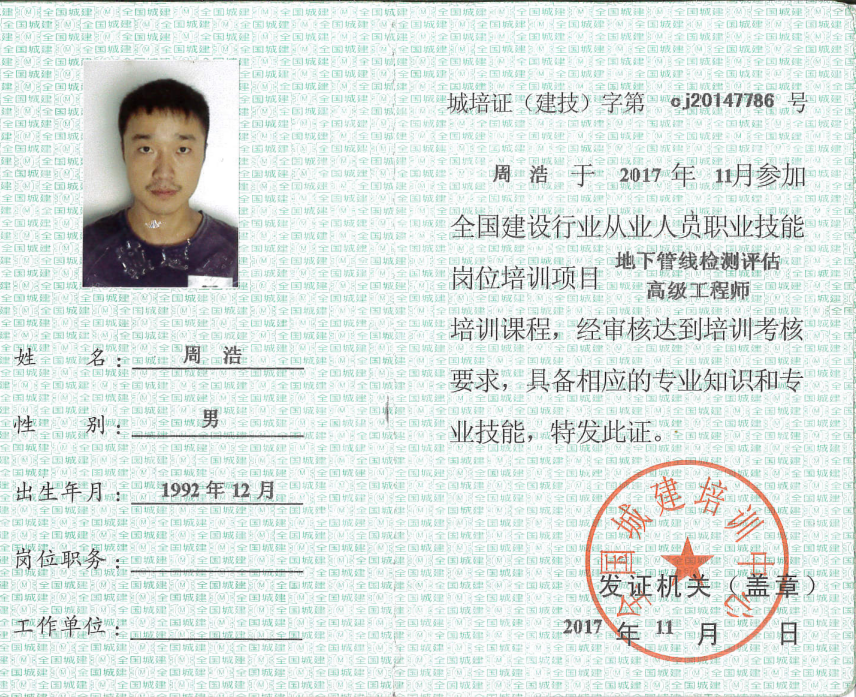 姓 名： 周 浩
性 别： 男
出生年月： 1992 年 12 月
岗位职务：
工作单位：
城培证（建技）字第 cj20147786 号
周 浩 于 2017 年 11月参加
全国建设行业从业人员职业技能
岗位培训项目 地下管线检测评估
高级工程师
培训课程，经审核达到培训考核
要求，具备相应的专业知识和专
业技能，特发此证。
全国城建培训中心
发证机关（盖章）
2017 年 11 月 日